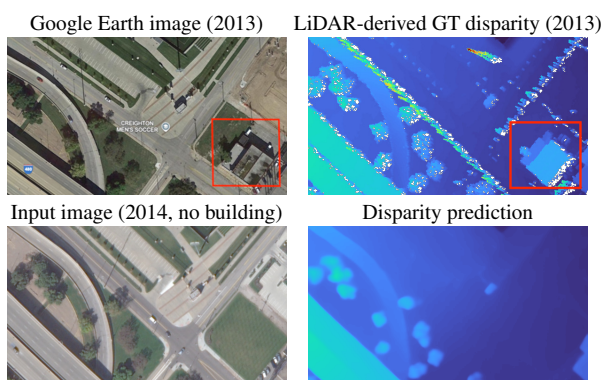 Google Earth image (2013)
LiDAR-derived GT disparity (2013)
CREIGHTON
MEN'S SOCCER
Input image (2014, no building)
Disparity prediction